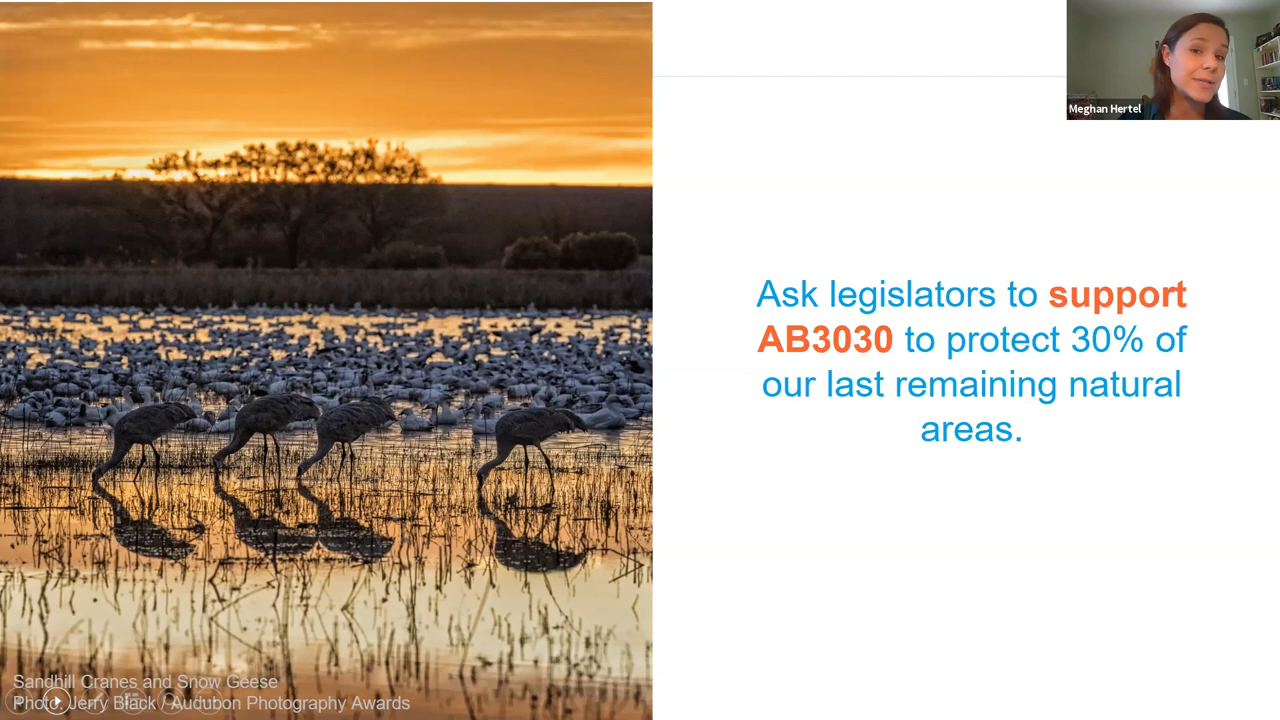 Meghan Hertel
Ask legislators to support
AB3030 to protect 30% of
our last remaining natural
areas.
Sandhill Cranes and Snow Geese
Photo: Jerry Black / Audubon Photography Awards